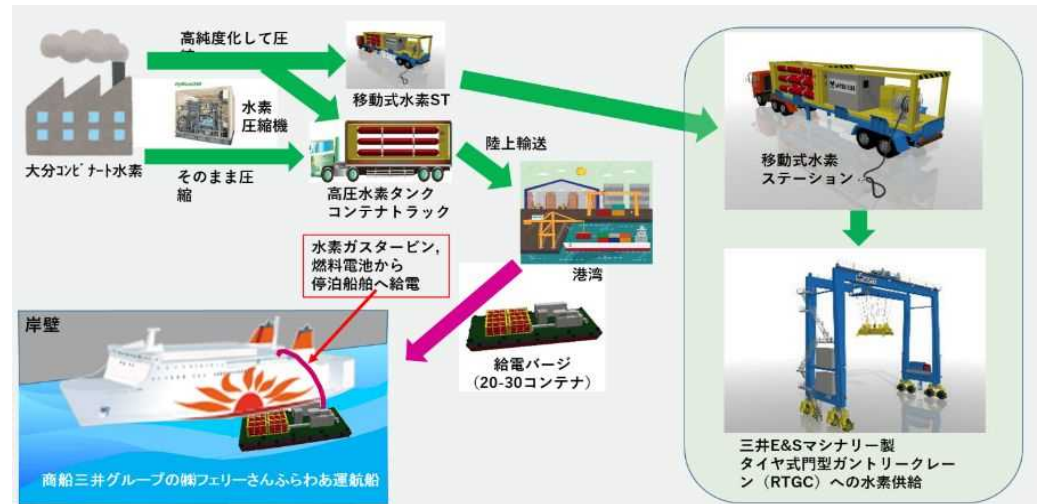 高純度化して圧
移動式水素ST
水素
圧縮機
大分コンビナート水素
そのまま圧
縮
高圧水素タンク
コンテナトラック
陸上輸送
港湾
水素ガスタービン,
燃料電池から
停泊船舶へ給電
給電バージ
（20-30コンテナ）
岸壁
商船三井グループの㈱フェリーさんふらわあ運航船
移動式水素
ステーション
三井E&Sマシナリー製
タイヤ式門型ガントリークレー
ン（RTGC）への水素供給